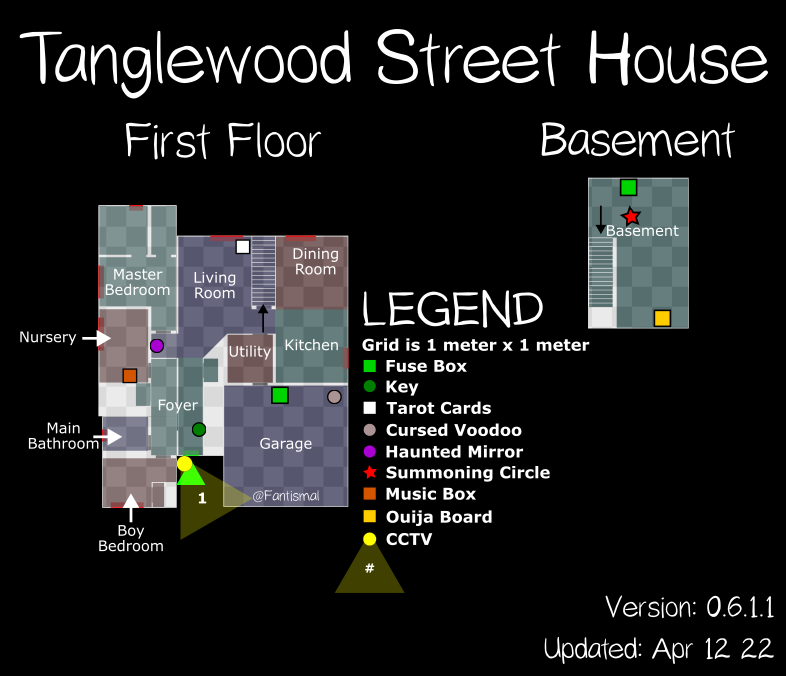 Tanglewood Street House
First Floor
Basement
Master
Bedroom
Living
Room
Dining
Room
Nursery
Utility
Kitchen
Foyer
Main
Bathroom
Garage
1
@Fantismal
Boy
Bedroom
Basement
LEGEND
Grid is 1 meter x 1 meter
Fuse Box
Key
Tarot Cards
Cursed Voodoo
Haunted Mirror
Summoning Circle
Music Box
Ouija Board
CCTV
#
Version: 0.6.1.1
Updated: Apr 12 22